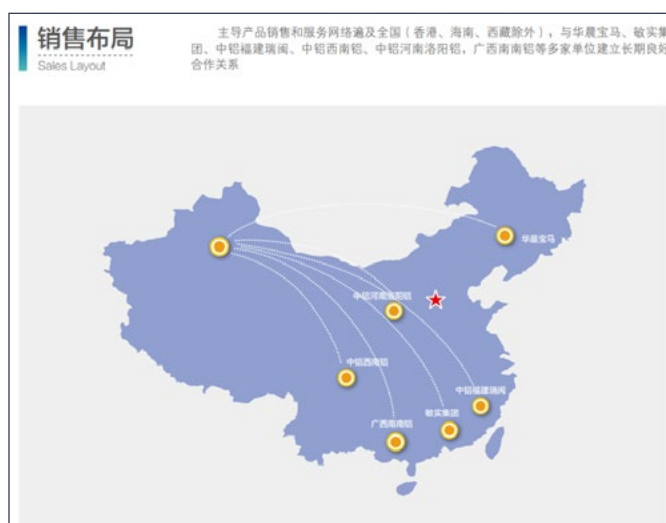 销售布局
Sales Layout
主导产品销售和服务网络遍及全国（香港、海南、西藏除外），与华晨宝马、敏实集
团、中铝福建瑞闽、中铝西南铝、中铝河南洛阳铝，广西南南铝等多家单位建立长期良好
合作关系
华晨宝马
中铝河南洛阳铝
中铝西南铝
中铝福建瑞闽
敏实集团
广西南南铝